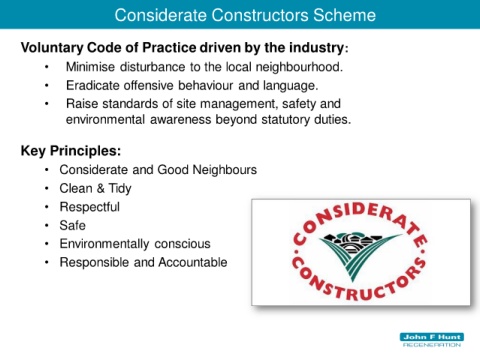 Considerate Constructors Scheme
Voluntary Code of Practice driven by the industry:
• Minimise disturbance to the local neighbourhood.
• Eradicate offensive behaviour and language.
• Raise standards of site management, safety and
environmental awareness beyond statutory duties.
Key Principles:
• Considerate and Good Neighbours
• Clean & Tidy
• Respectful
• Safe
• Environmentally conscious
• Responsible and Accountable
CONSIDERATE
• CONSTRUCTORS •
John F Hunt
REGENERATION